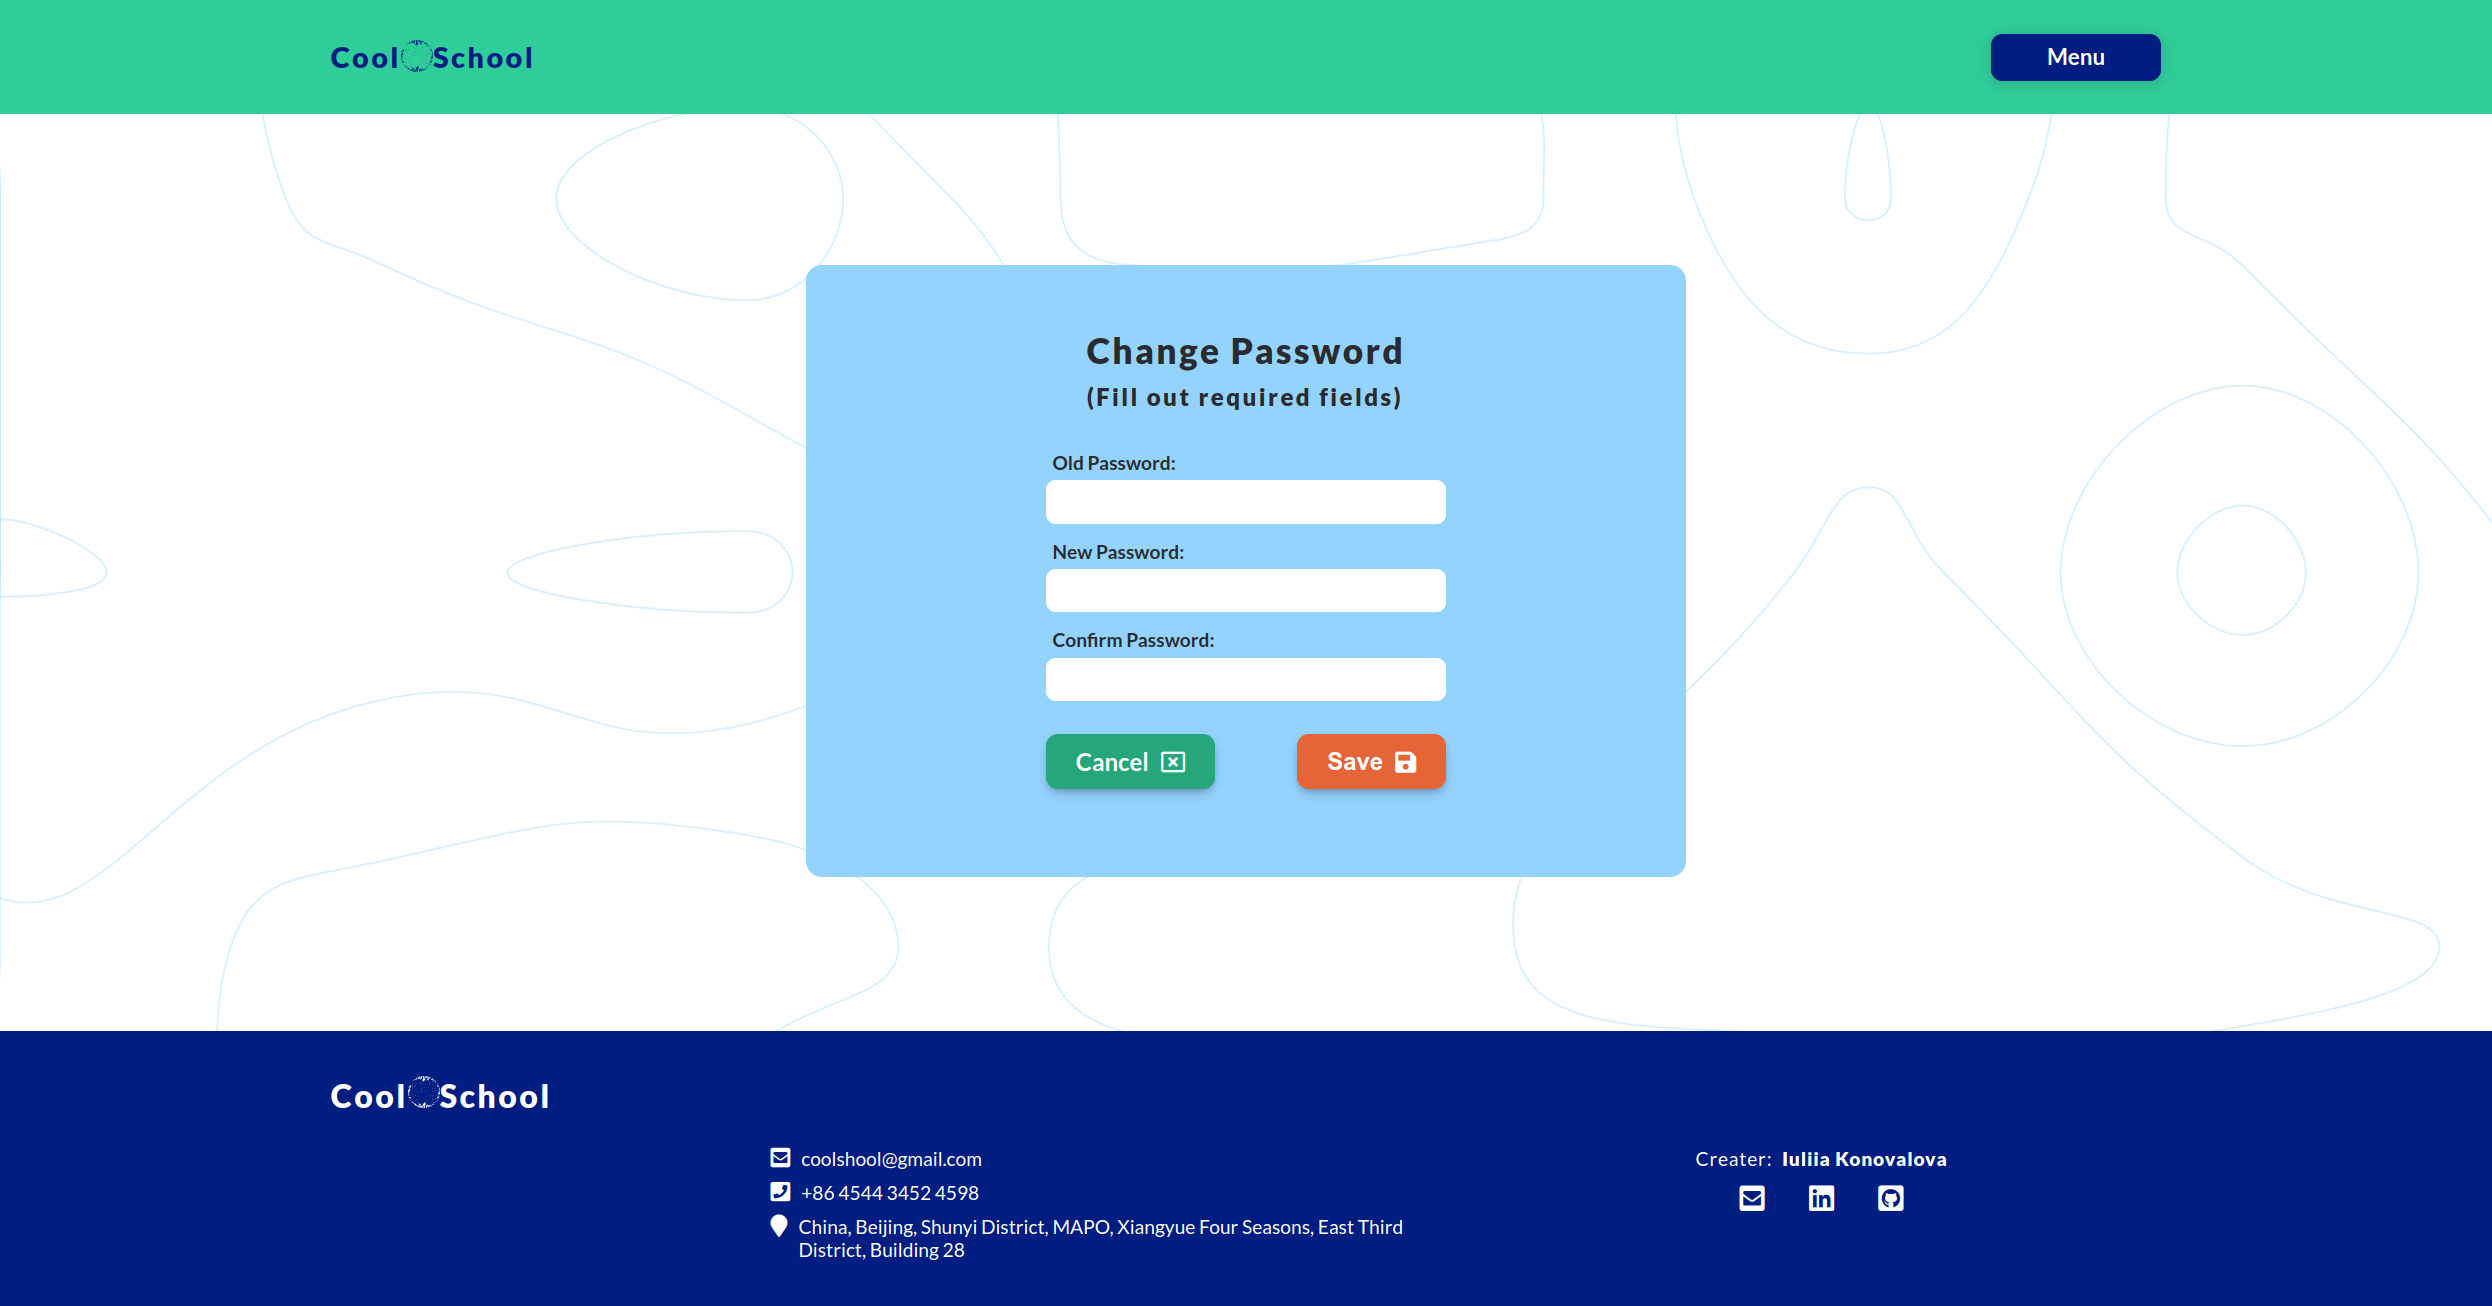 Cool School
Menu
Change Password
(Fill out required fields)
Old Password:
New Password:
Confirm Password:
Cancel
Save
Cool School
coolshool@gmail.com
+86 4544 3452 4598
China, Beijing, Shunyi District, MAPO, Xiangyue Four Seasons, East Third
District, Building 28
Creater: Iuliia Konovalova